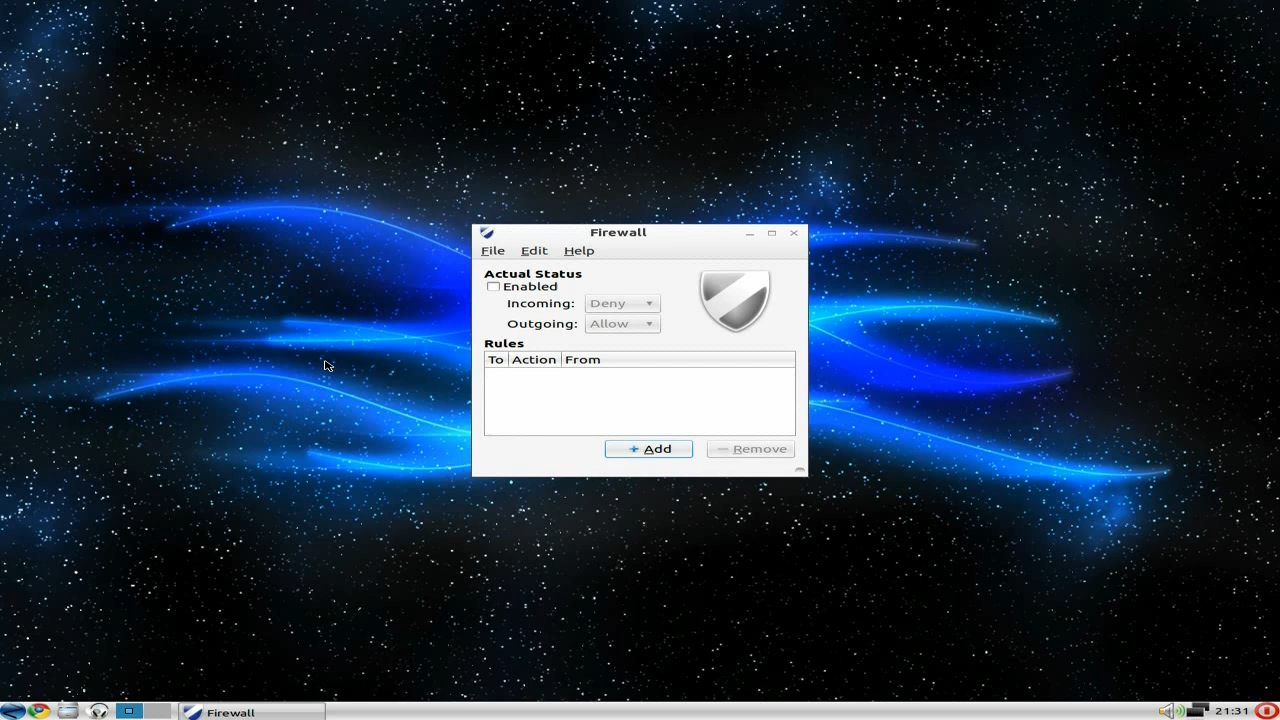 Firewall
File Edit Help
Actual Status
Enabled
Incoming: Deny
Outgoing: Allow
Rules
To Action From
Add Remove
Firewall 21:31